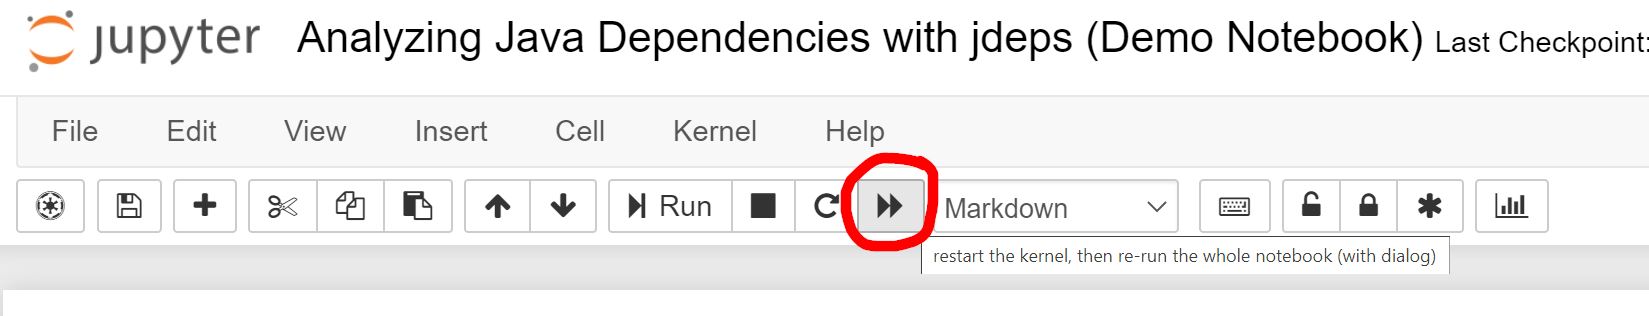 jupyter Analyzing Java Dependencies with jdeps (Demo Notebook) Last Checkpoint:
File Edit View Insert Cell Kernel Help
Run Markdown
restart the kernel, then re-run the whole notebook (with dialog)